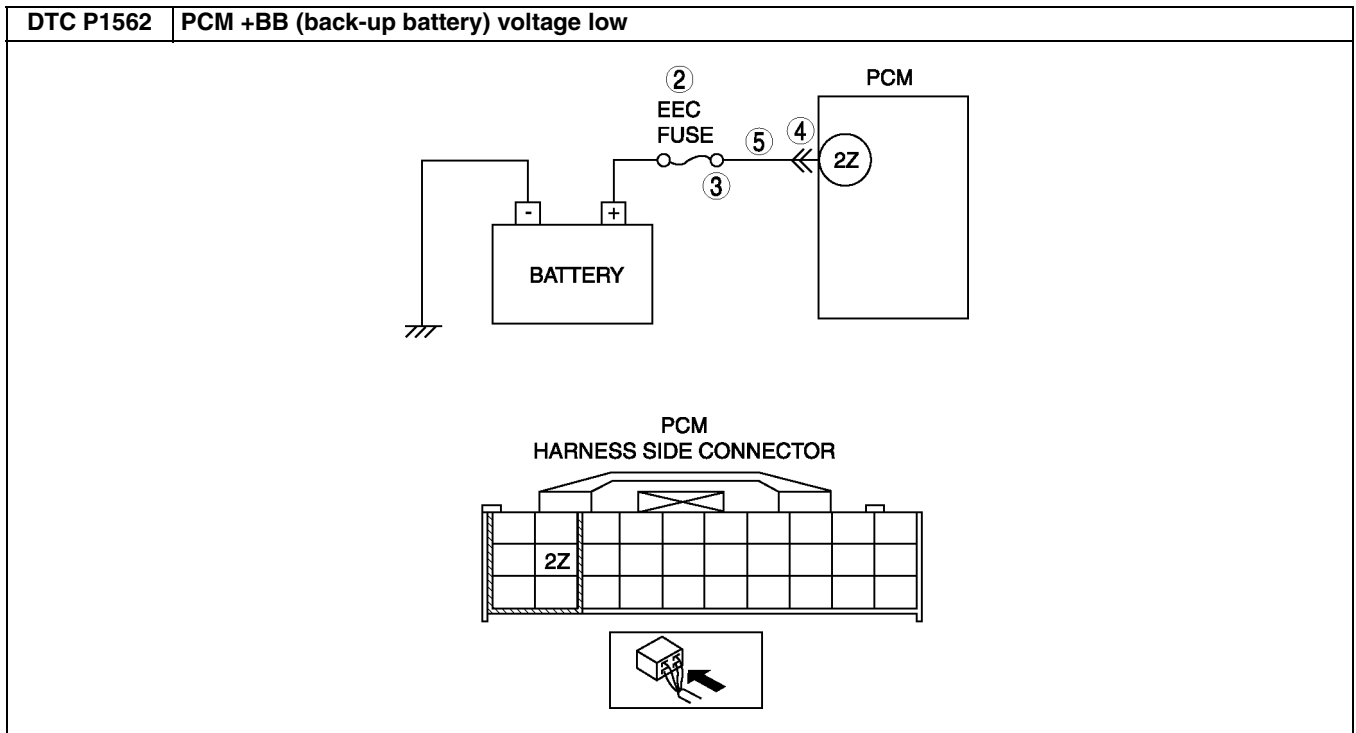 DTC P1562 PCM +BB (back-up battery) voltage low
② PCM
EEC
FUSE
⑤ ④
2Z
③
- +
BATTERY
PCM
HARNESS SIDE CONNECTOR
2Z